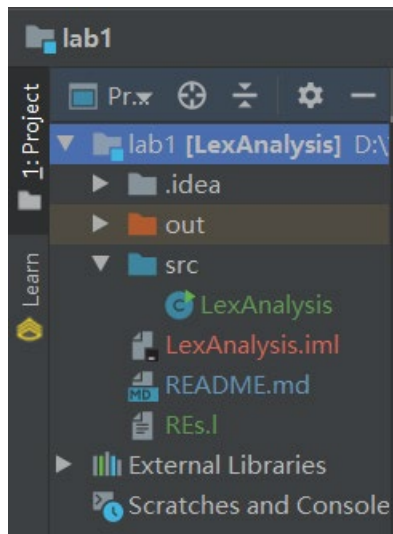 lab1
1: Project
Pr...
lab1 [LexAnalysis] D:\
.idea
out
src
LexAnalysis
Learn
LexAnalysis.iml
README.md
MD
REs.l
External Libraries
Scratches and Console